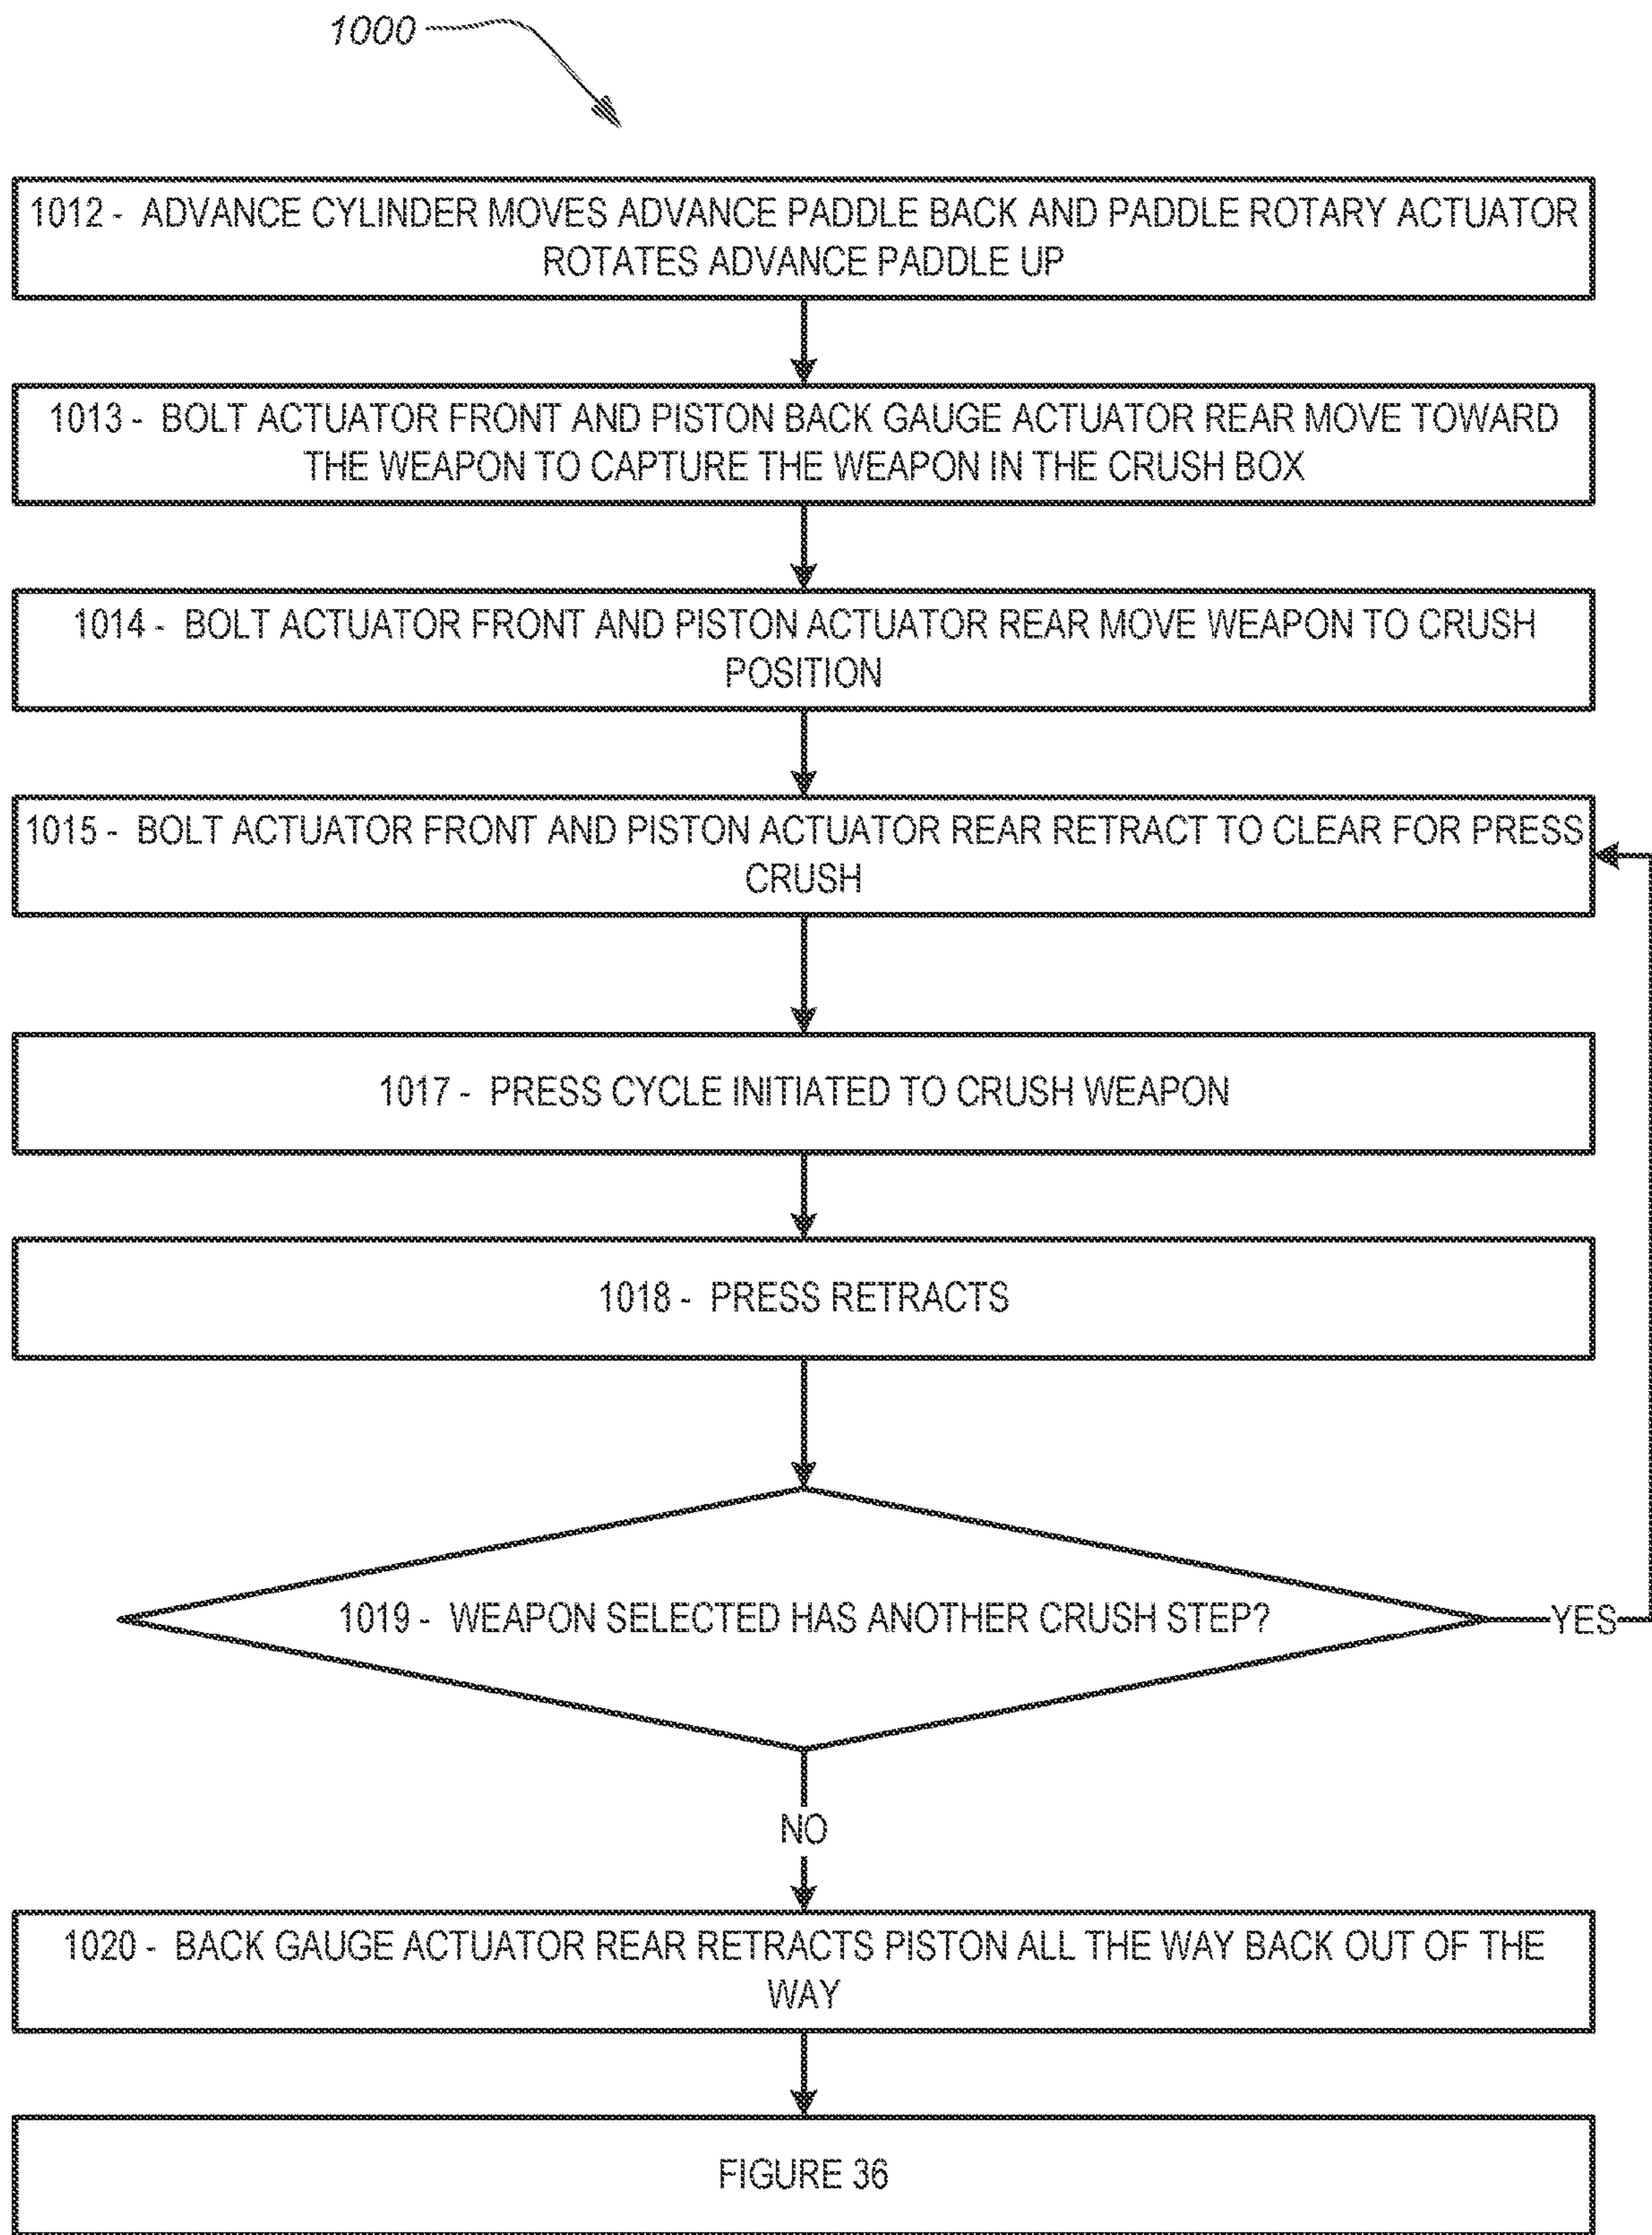 1000
1012 - ADVANCE CYLINDER MOVES ADVANCE PADDLE BACK AND PADDLE ROTARY ACTUATOR
ROTATES ADVANCE PADDLE UP
1013 - BOLT ACTUATOR FRONT AND PISTON BACK GAUGE ACTUATOR REAR MOVE TOWARD
THE WEAPON TO CAPTURE THE WEAPON IN THE CRUSH BOX
1014 - BOLT ACTUATOR FRONT AND PISTON ACTUATOR REAR MOVE WEAPON TO CRUSH
POSITION
1015 - BOLT ACTUATOR FRONT AND PISTON ACTUATOR REAR RETRACT TO CLEAR FOR PRESS
CRUSH
1017 - PRESS CYCLE INITIATED TO CRUSH WEAPON
1018 - PRESS RETRACTS
1019 - WEAPON SELECTED HAS ANOTHER CRUSH STEP?
YES
NO
1020 - BACK GAUGE ACTUATOR REAR RETRACTS PISTON ALL THE WAY BACK OUT OF THE
WAY
FIGURE 36